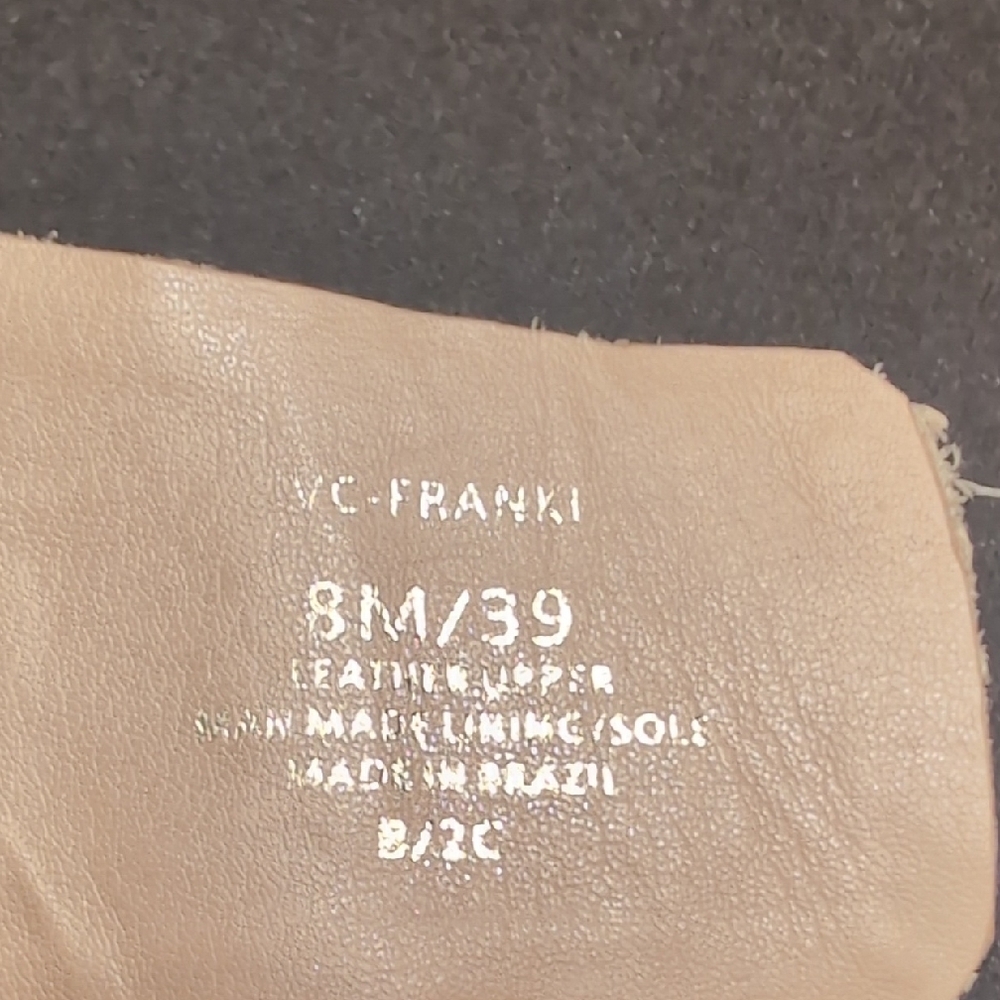 VC-FRANKI
8M/39
LEATHER UPPER
MAN MADE LINING/SOLE
MADE IN BRAZIL
B/2C